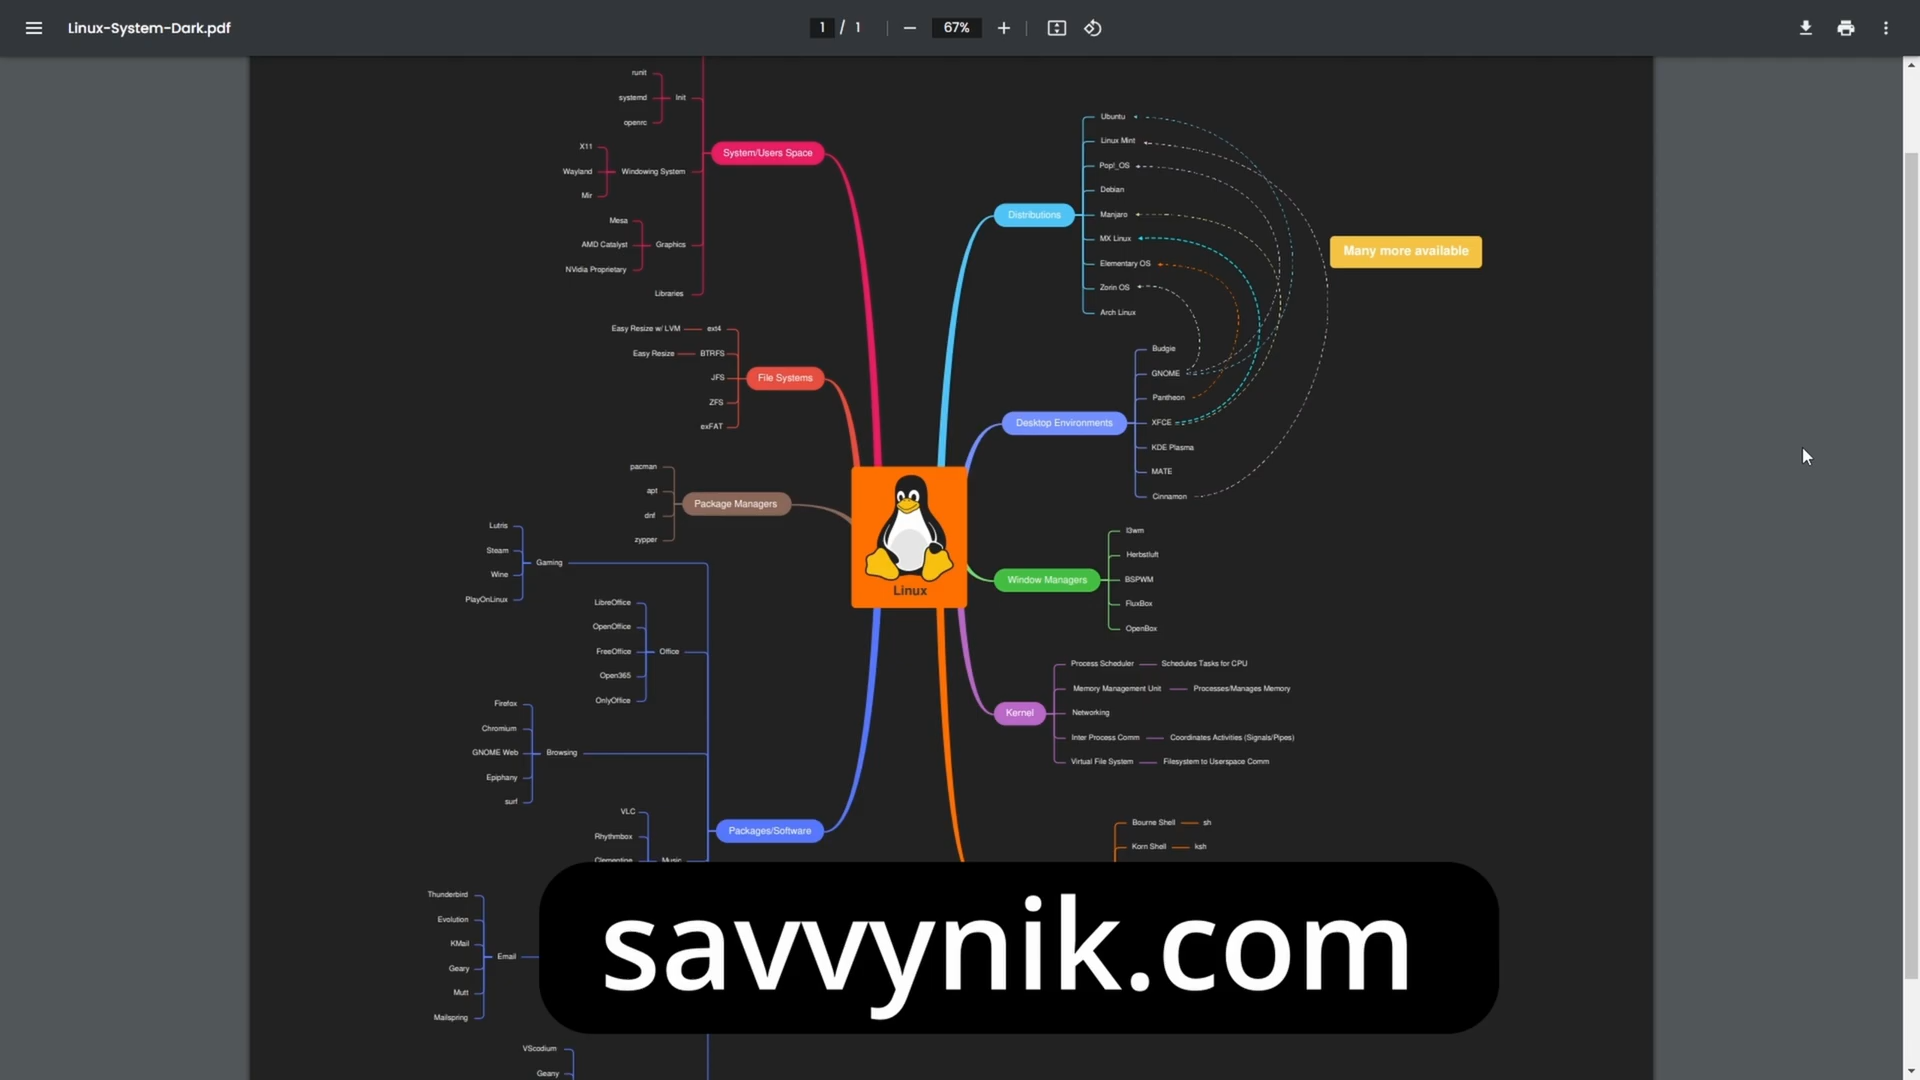 Linux-System-Dark.pdf
1 / 1
67%
runit
systemd
Init
openrc
System/Users Space
X11
Wayland
Windowing System
Mir
Mesa
AMD Catalyst
Graphics
NVidia Proprietary
Libraries
Easy Resize w/ LVM
ext4
Easy Resize
BTRFS
JFS
File Systems
ZFS
exFAT
pacman
apt
Package Managers
dnf
zypper
Lutris
Steam
Gaming
Wine
PlayOnLinux
LibreOffice
OpenOffice
FreeOffice
Office
Open365
OnlyOffice
Firefox
Chromium
GNOME Web
Browsing
Epiphany
surf
VLC
Rhythmbox
Clementine
Music
Packages/Software
Thunderbird
Evolution
KMail
Email
Geary
Mutt
Mailspring
VScodium
Geany
Linux
Distributions
Ubuntu
Linux Mint
Pop!_OS
Debian
Manjaro
MX Linux
Elementary OS
Zorin OS
Arch Linux
Many more available
Desktop Environments
Budgie
GNOME
Pantheon
XFCE
KDE Plasma
MATE
Cinnamon
Window Managers
I3wm
Herbstluft
BSPWM
FluxBox
OpenBox
Kernel
Process Scheduler
Schedules Tasks for CPU
Memory Management Unit
Processes/Manages Memory
Networking
Inter Process Comm
Coordinates Activities (Signals/Pipes)
Virtual File System
Filesystem to Userspace Comm
Bourne Shell
sh
Korn Shell
ksh
savvynik.com